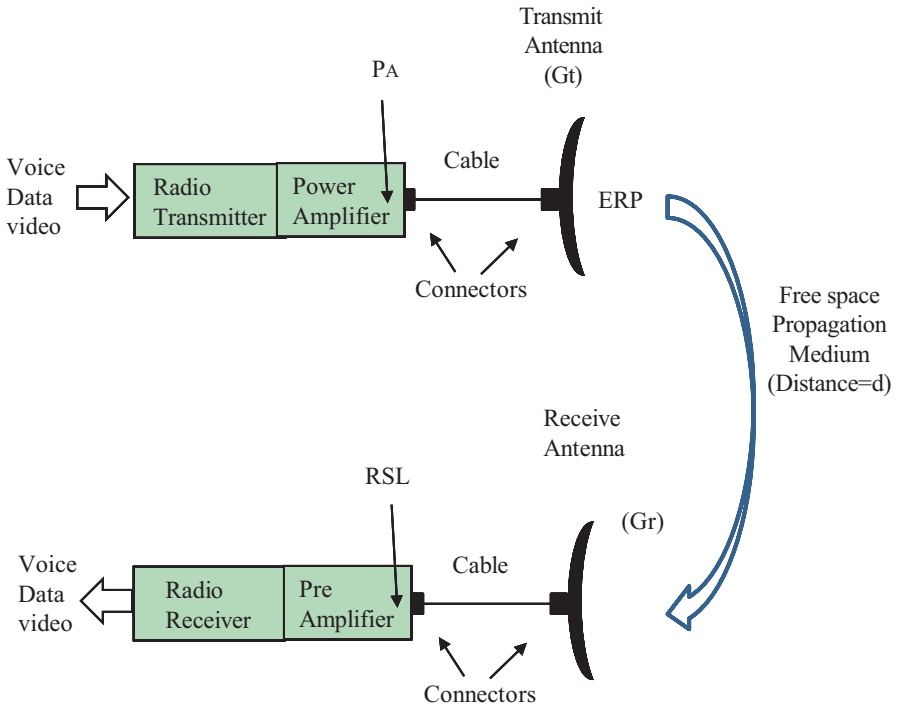 Transmit
Antenna
(Gt)
PA
Cable
Voice
Data
video
Radio
Transmitter
Power
Amplifier
ERP
Connectors
Free space
Propagation
Medium
(Distance=d)
Receive
Antenna
RSL
(Gr)
Cable
Voice
Data
video
Radio
Receiver
Pre
Amplifier
Connectors